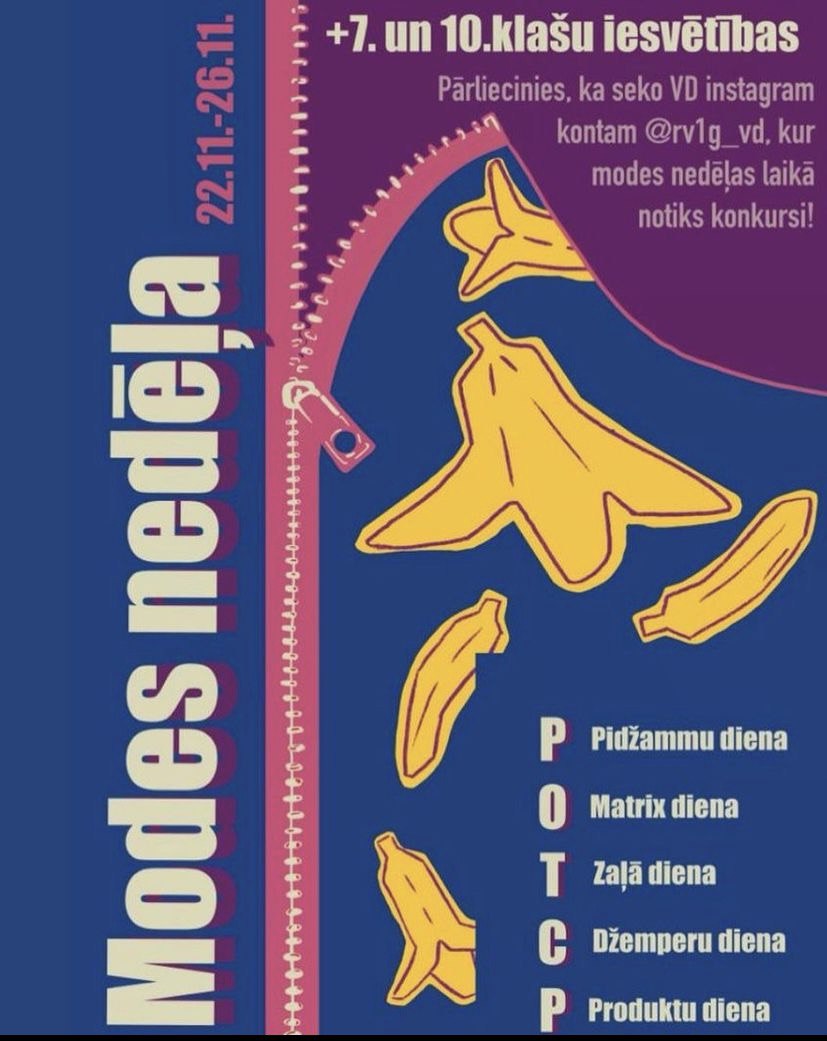 Modes nedēļa
22.11.-26.11.
+7. un 10.klašu iesvētības
Pārliecinies, ka seko VD instagram
kontam @rv1g_vd, kur
modes nedēļas laikā
notiks konkursi!
P Pidžammu diena
O Matrix diena
T Zaļā diena
C Džemperu diena
P Produktu diena